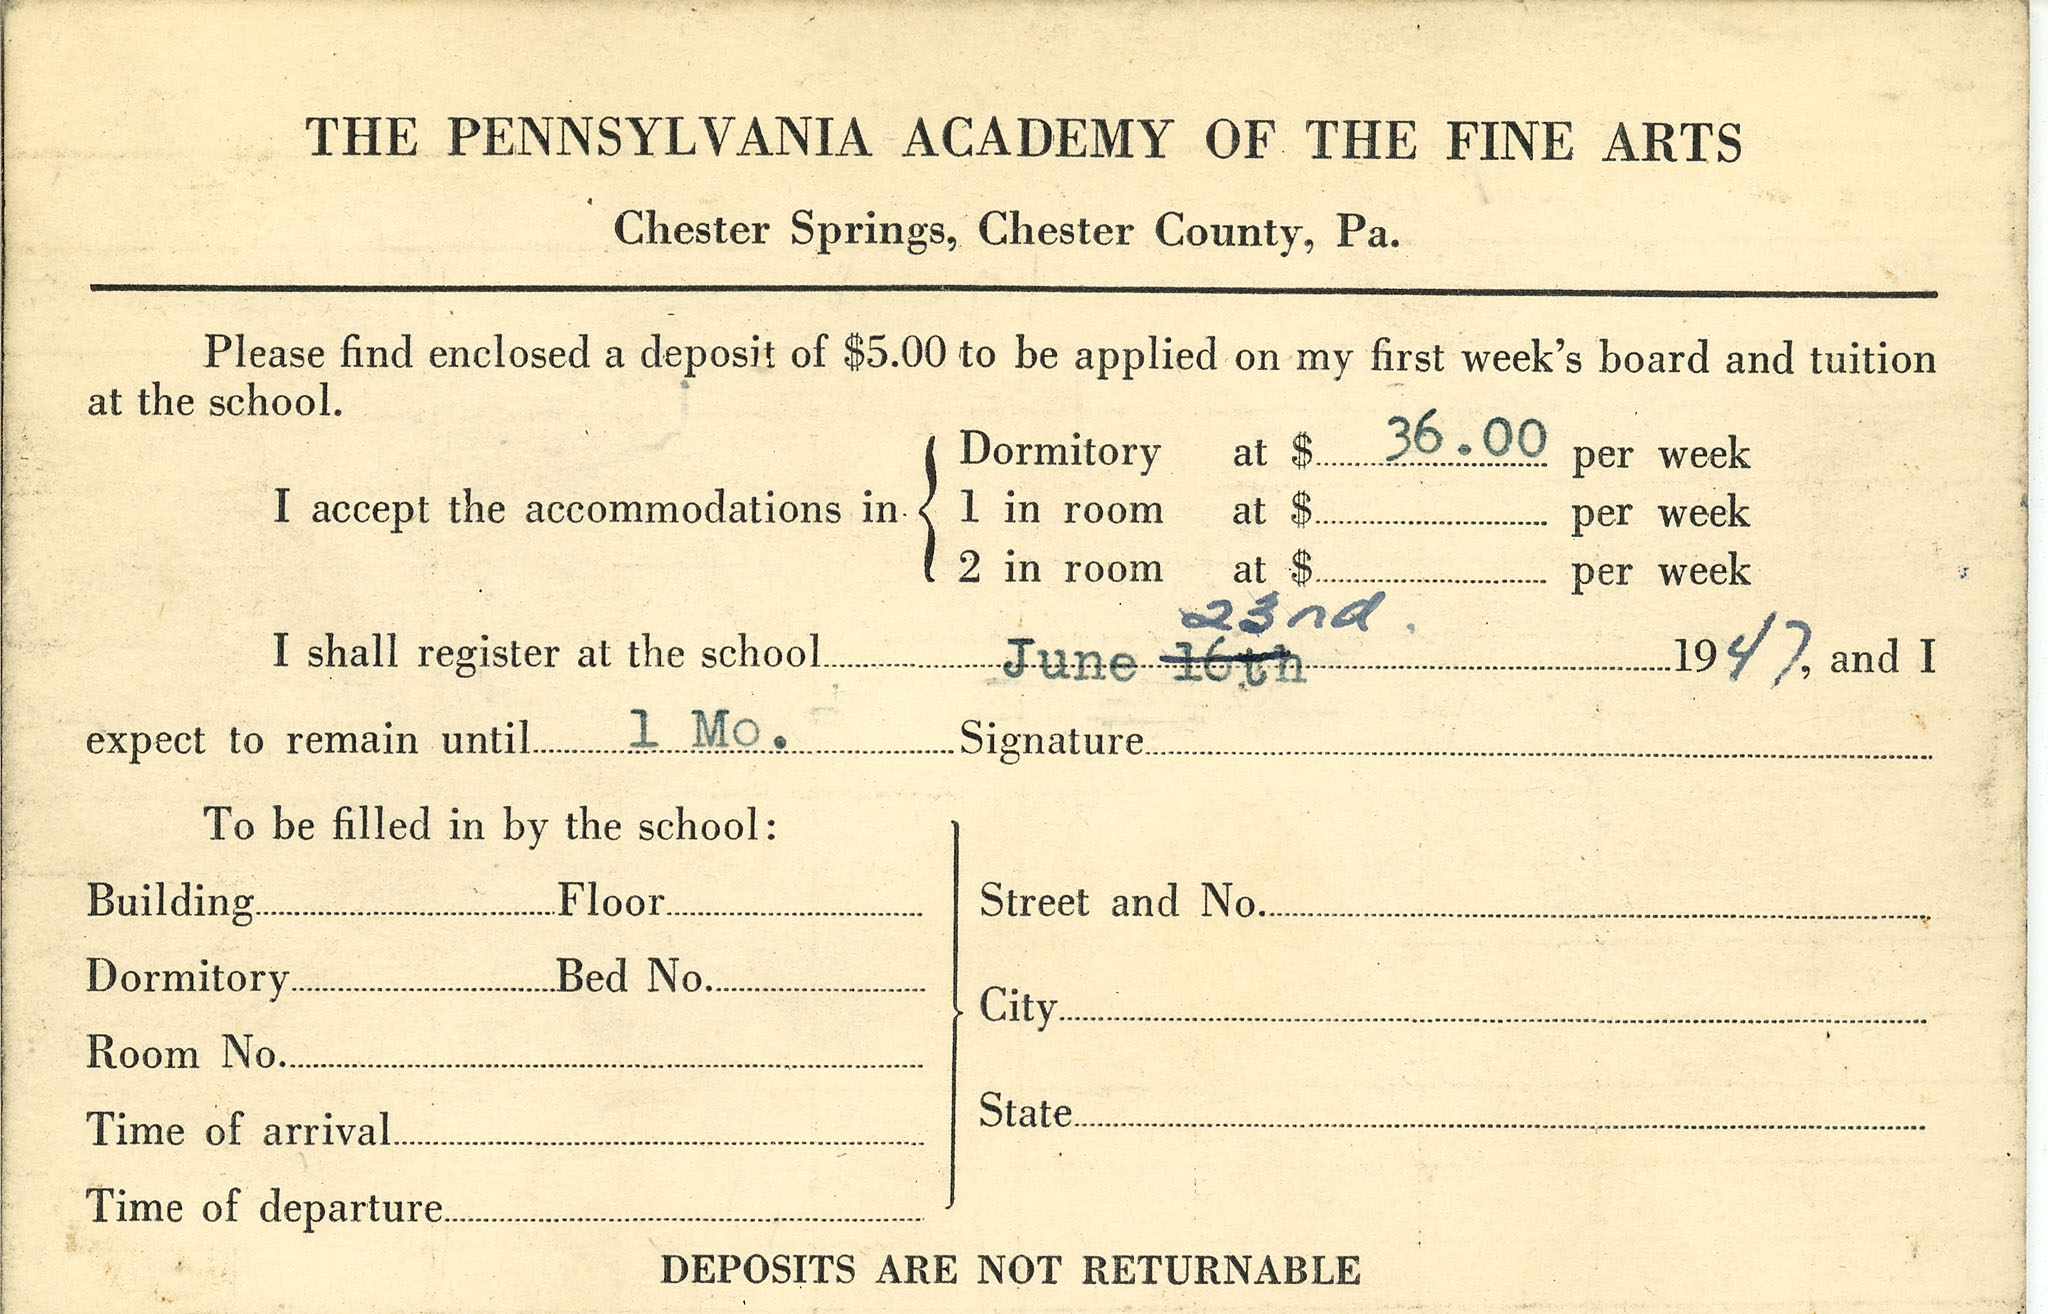 THE PENNSYLVANIA ACADEMY OF THE FINE ARTS
Chester Springs, Chester County, Pa.
Please find enclosed a deposit of $5.00 to be applied on my first week's board and tuition
at the school.
I accept the accommodations in
Dormitory at $ 36.00 per week
1 in room at $ per week
2 in room at $ per week
23nd.
I shall register at the school June 16th 1947, and I
expect to remain until 1 Mo. Signature
To be filled in by the school:
Building Floor
Dormitory Bed No.
Room No.
Time of arrival
Time of departure
Street and No.
City
State
DEPOSITS ARE NOT RETURNABLE